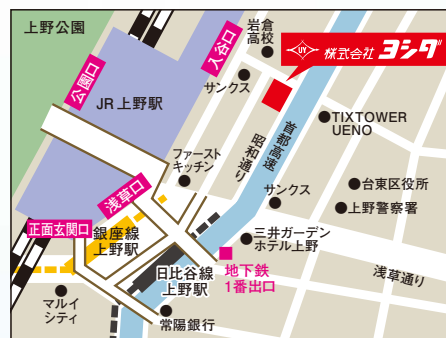 上野公園
公園口
JR上野駅
入谷口
岩倉
高校
サンクス
UY
株式会社 ヨシダ
TIXTOWER
UENO
首都高速
昭和通り
ファースト
キッチン
浅草口
サンクス
台東区役所
上野警察署
正面玄関口
銀座線
上野駅
三井ガーデン
ホテル上野
日比谷線
上野駅
地下鉄
1番出口
浅草通り
マルイ
シティ
常陽銀行